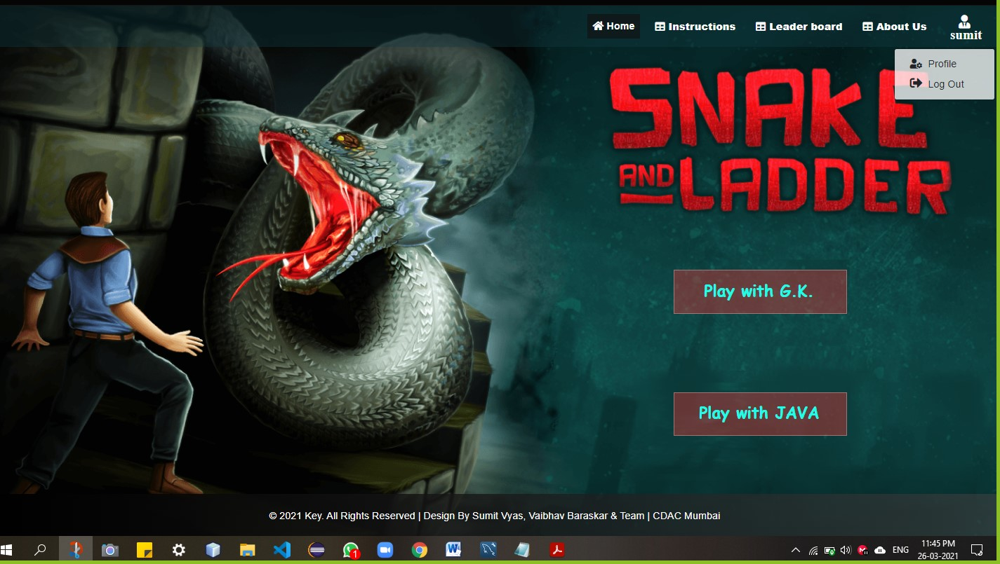 Home
Instructions
Leader board
About Us
sumit
Profile
Log Out
SNAKE
AND LADDER
Play with G.K.
Play with JAVA
© 2021 Key. All Rights Reserved | Design By Sumit Vyas, Vaibhav Baraskar & Team | CDAC Mumbai
1
ENG
11:45 PM
26-03-2021